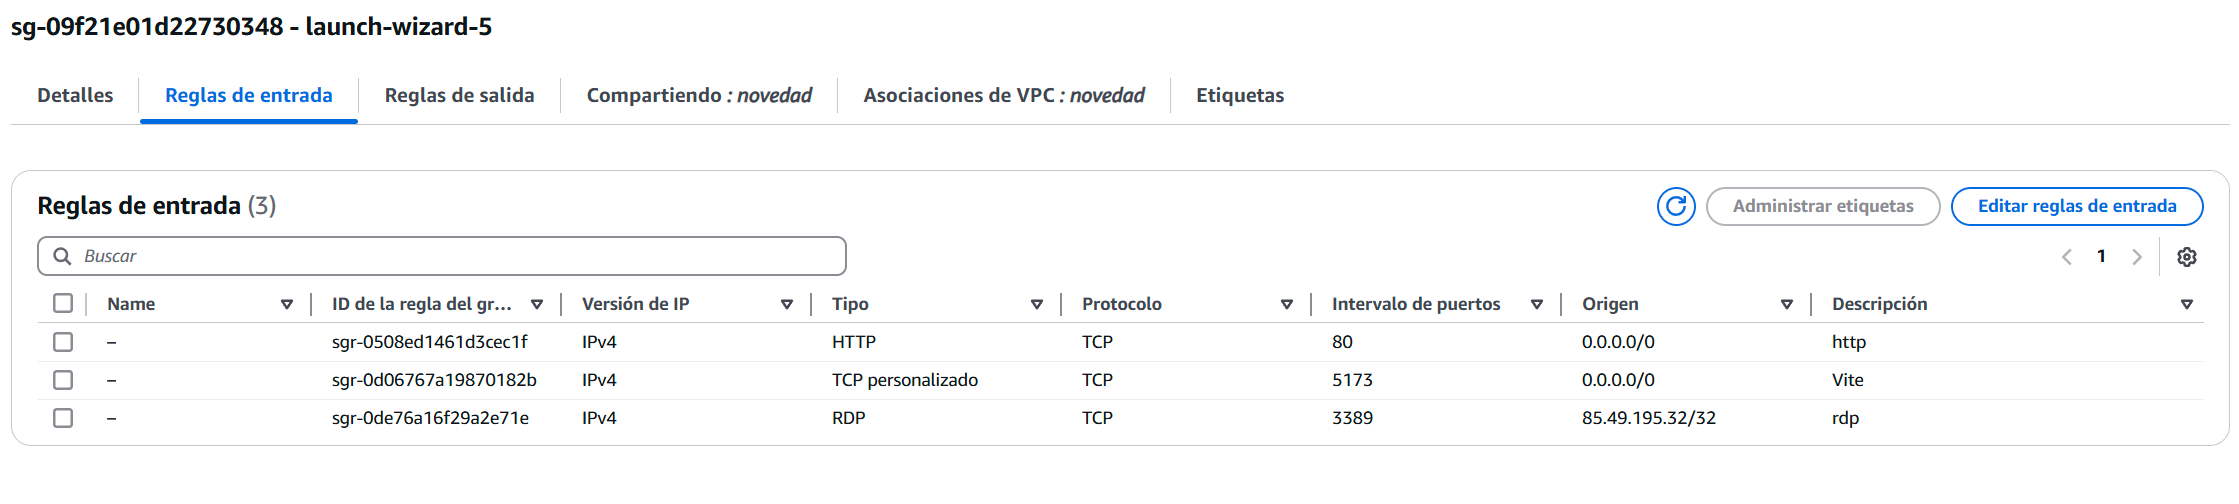 sg-09f21e01d22730348 - launch-wizard-5
Detalles Reglas de entrada Reglas de salida Compartiendo : novedad Asociaciones de VPC : novedad Etiquetas
Reglas de entrada (3) Administrar etiquetas Editar reglas de entrada
Buscar 1
Name ID de la regla del gr... Versión de IP Tipo Protocolo Intervalo de puertos Origen Descripción
– sgr-0508ed1461d3cec1f IPv4 HTTP TCP 80 0.0.0.0/0 http
– sgr-0d06767a19870182b IPv4 TCP personalizado TCP 5173 0.0.0.0/0 Vite
– sgr-0de76a16f29a2e71e IPv4 RDP TCP 3389 85.49.195.32/32 rdp